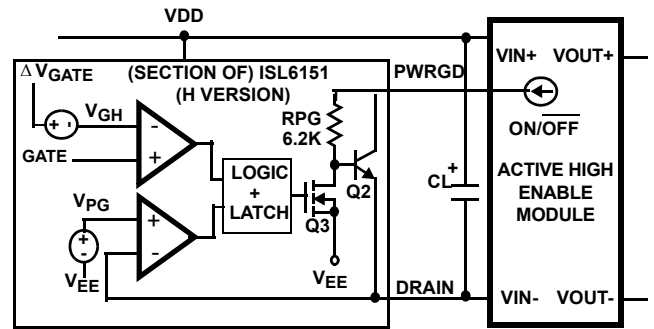 VDD
ΔVGATE
(SECTION OF) ISL6151
(H VERSION)
PWRGD
VIN+ VOUT+
VGH
RPG
6.2K
ON/OFF
GATE
LOGIC
+
LATCH
Q2
CL
+
ACTIVE HIGH
ENABLE
MODULE
VPG
Q3
VEE
VEE
DRAIN
VIN- VOUT-
+
-
-
+
+
-
+
-